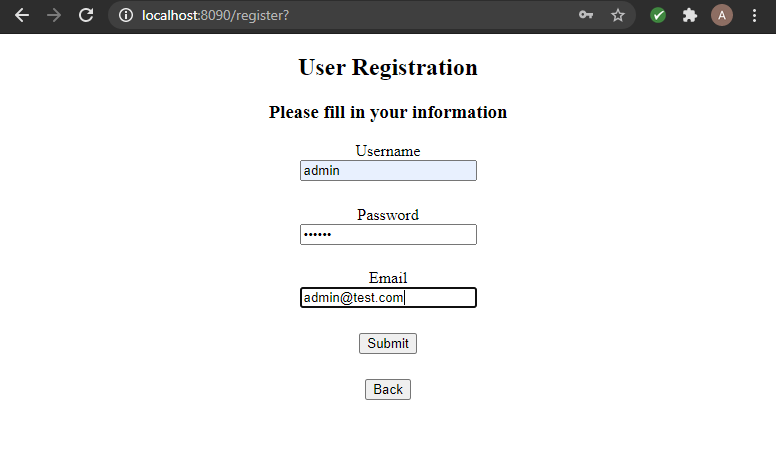 localhost:8090/register?
A
User Registration
Please fill in your information
Username
admin
Password
••••••
Email
admin@test.com
Submit
Back